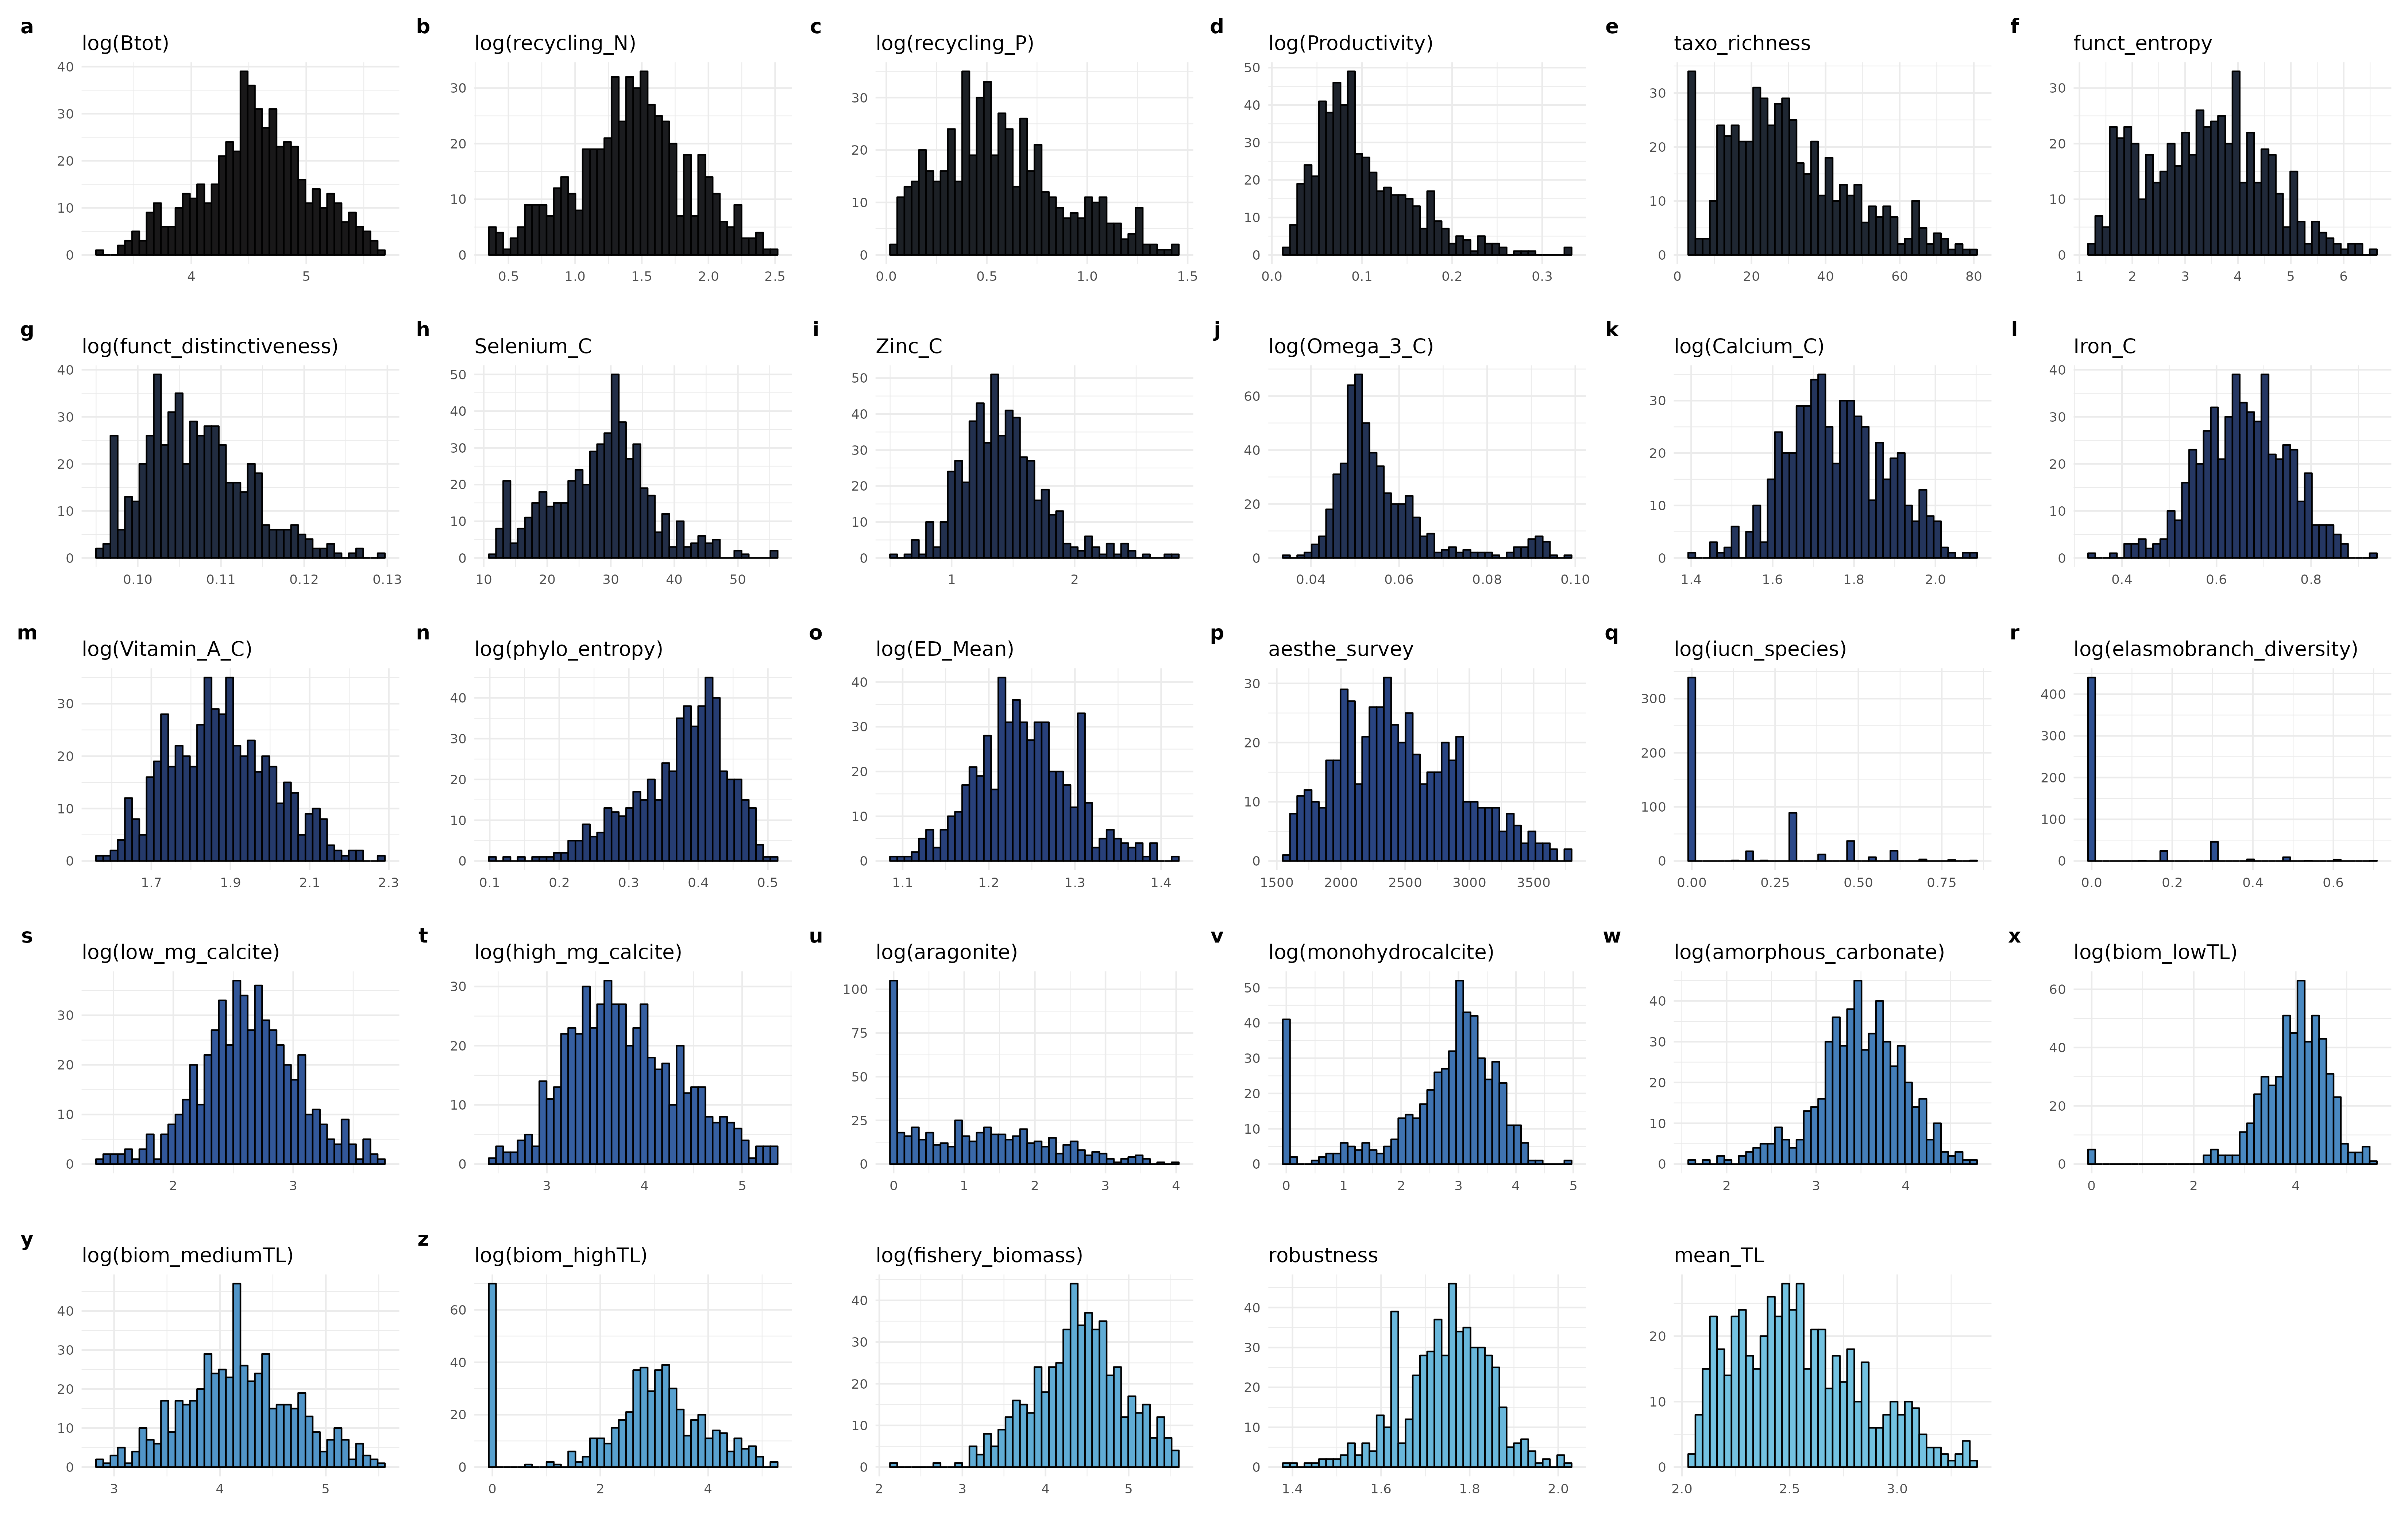 a
log(Btot)
40
30
20
10
0
4 5
b
log(recycling_N)
30
20
10
0
0.5 1.0 1.5 2.0 2.5
c
log(recycling_P)
30
20
10
0
0.0 0.5 1.0 1.5
d
log(Productivity)
50
40
30
20
10
0
0.0 0.1 0.2 0.3
e
taxo_richness
30
20
10
0
0 20 40 60 80
f
funct_entropy
30
20
10
0
1 2 3 4 5 6
g
log(funct_distinctiveness)
40
30
20
10
0
0.10 0.11 0.12 0.13
h
Selenium_C
50
40
30
20
10
0
10 20 30 40 50
i
Zinc_C
50
40
30
20
10
0
1 2
j
log(Omega_3_C)
60
40
20
0
0.04 0.06 0.08 0.10
k
log(Calcium_C)
30
20
10
0
1.4 1.6 1.8 2.0
l
Iron_C
40
30
20
10
0
0.4 0.6 0.8
m
log(Vitamin_A_C)
30
20
10
0
1.7 1.9 2.1 2.3
n
log(phylo_entropy)
40
30
20
10
0
0.1 0.2 0.3 0.4 0.5
o
log(ED_Mean)
40
30
20
10
0
1.1 1.2 1.3 1.4
p
aesthe_survey
30
20
10
0
1500 2000 2500 3000 3500
q
log(iucn_species)
300
200
100
0
0.00 0.25 0.50 0.75
r
log(elasmobranch_diversity)
400
300
200
100
0
0.0 0.2 0.4 0.6
s
log(low_mg_calcite)
30
20
10
0
2 3
t
log(high_mg_calcite)
30
20
10
0
3 4 5
u
log(aragonite)
100
75
50
25
0
0 1 2 3 4
v
log(monohydrocalcite)
50
40
30
20
10
0
0 1 2 3 4 5
w
log(amorphous_carbonate)
40
30
20
10
0
2 3 4
x
log(biom_lowTL)
60
40
20
0
0 2 4
y
log(biom_mediumTL)
40
30
20
10
0
3 4 5
z
log(biom_highTL)
60
40
20
0
0 2 4
log(fishery_biomass)
40
30
20
10
0
2 3 4 5
robustness
40
30
20
10
0
1.4 1.6 1.8 2.0
mean_TL
20
10
0
2.0 2.5 3.0